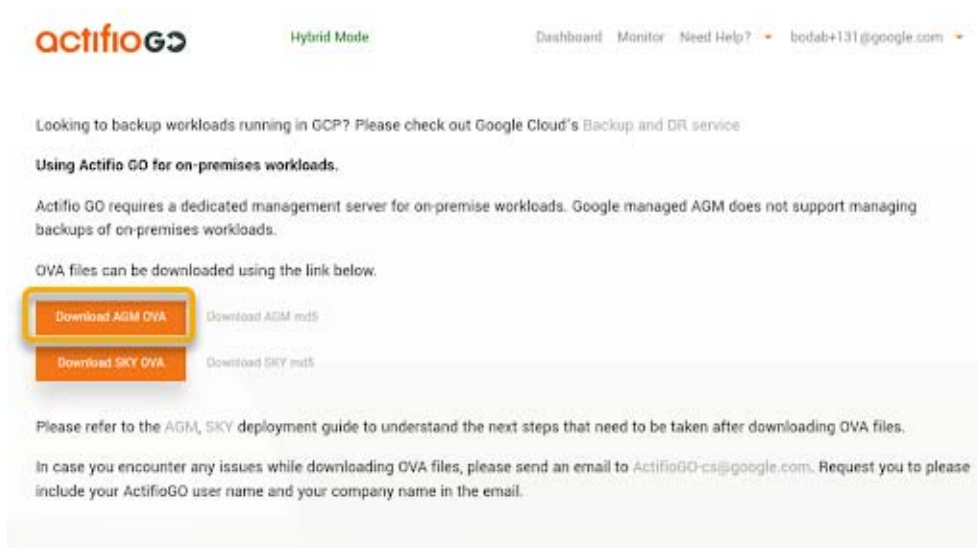 actifioGO
Hybrid Mode
Dashboard Monitor Need Help? bodab+131@google.com
Looking to backup workloads running in GCP? Please check out Google Cloud's Backup and DR service
Using Actifio GO for on-premises workloads.
Actifio GO requires a dedicated management server for on-premise workloads. Google managed AGM does not support managing
backups of on-premises workloads.
OVA files can be downloaded using the link below.
Download AGM OVA Download AGM md5
Download SKY OVA Download SKY md5
Please refer to the AGM, SKY deployment guide to understand the next steps that need to be taken after downloading OVA files.
In case you encounter any issues while downloading OVA files, please send an email to ActifioGO-cs@google.com. Request you to please
include your ActifioGO user name and your company name in the email.